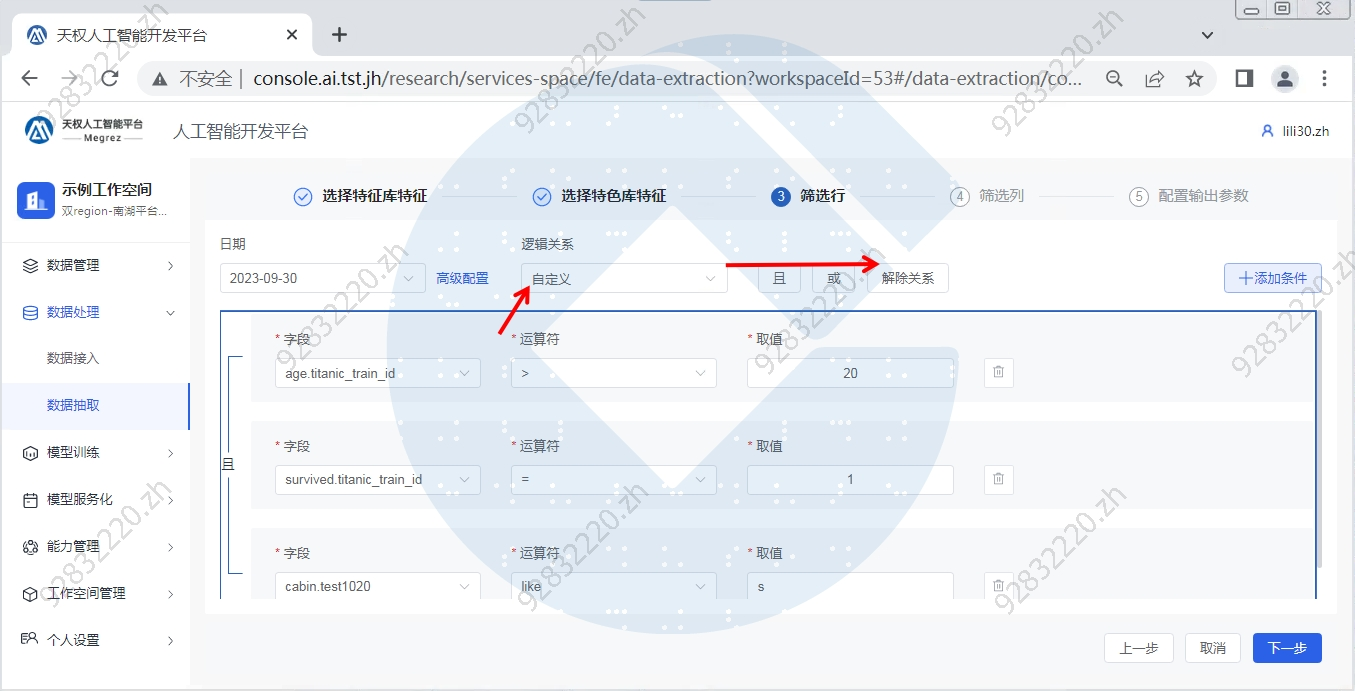 天权人工智能开发平台
不安全 | console.ai.tst.jh/research/services-space/fe/data-extraction?workspaceId=53#/data-extraction/co...
天权人工智能平台
Megrez
人工智能开发平台
lili30.zh
示例工作空间
双region-南湖平台...
数据管理
数据处理
数据接入
数据抽取
模型训练
模型服务化
能力管理
工作空间管理
个人设置
选择特征库特征
选择特色库特征
3 筛选行
4 筛选列
5 配置输出参数
日期
逻辑关系
2023-09-30
高级配置
自定义
且
或
解除关系
添加条件
* 字段
* 运算符
* 取值
age.titanic_train_id
>
20
且
* 字段
* 运算符
* 取值
survived.titanic_train_id
=
1
* 字段
* 运算符
* 取值
cabin.test1020
like
s
上一步
取消
下一步
92832220.zh
92832220.zh
92832220.zh
92832220.zh
92832220.zh
92832220.zh
92832220.zh
92832220.zh
92832220.zh